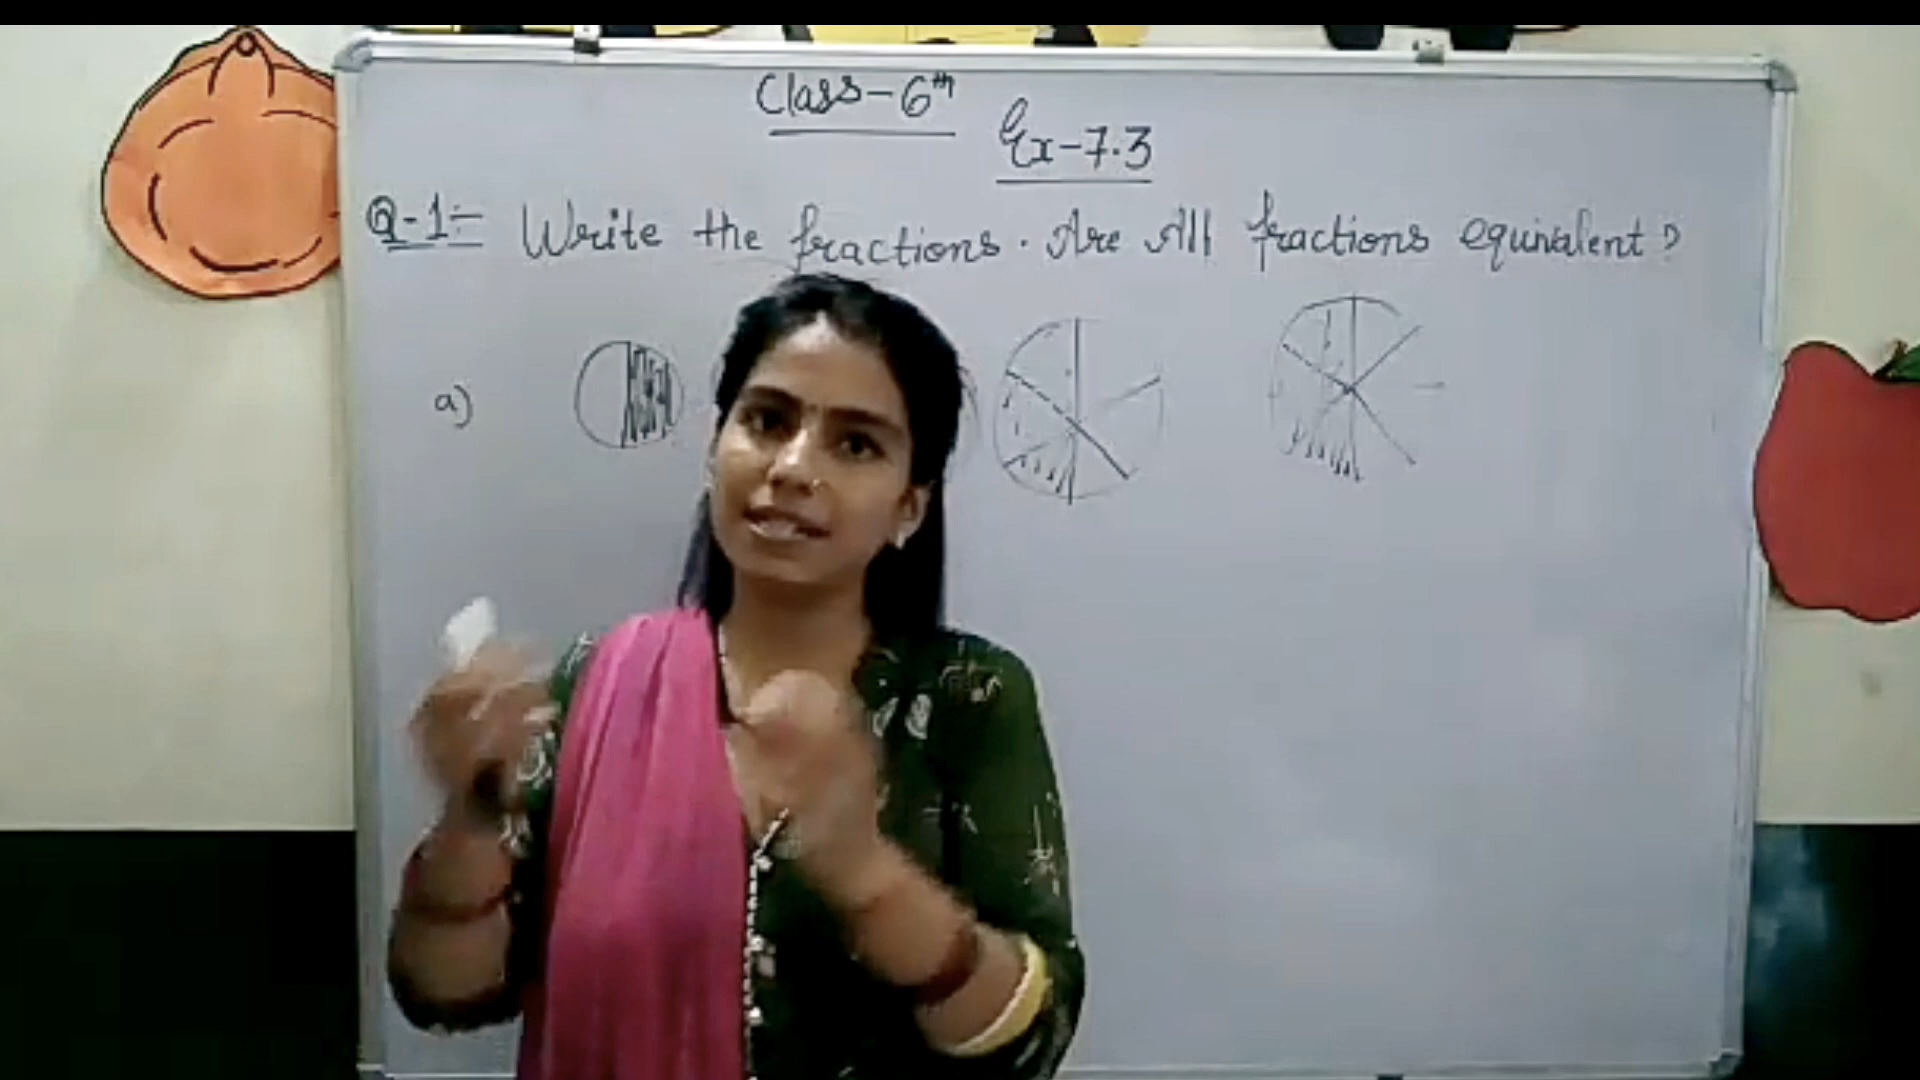 Class-6th
Ex-7.3
Q-1:- Write the fractions. Are All fractions equivalent?
a)